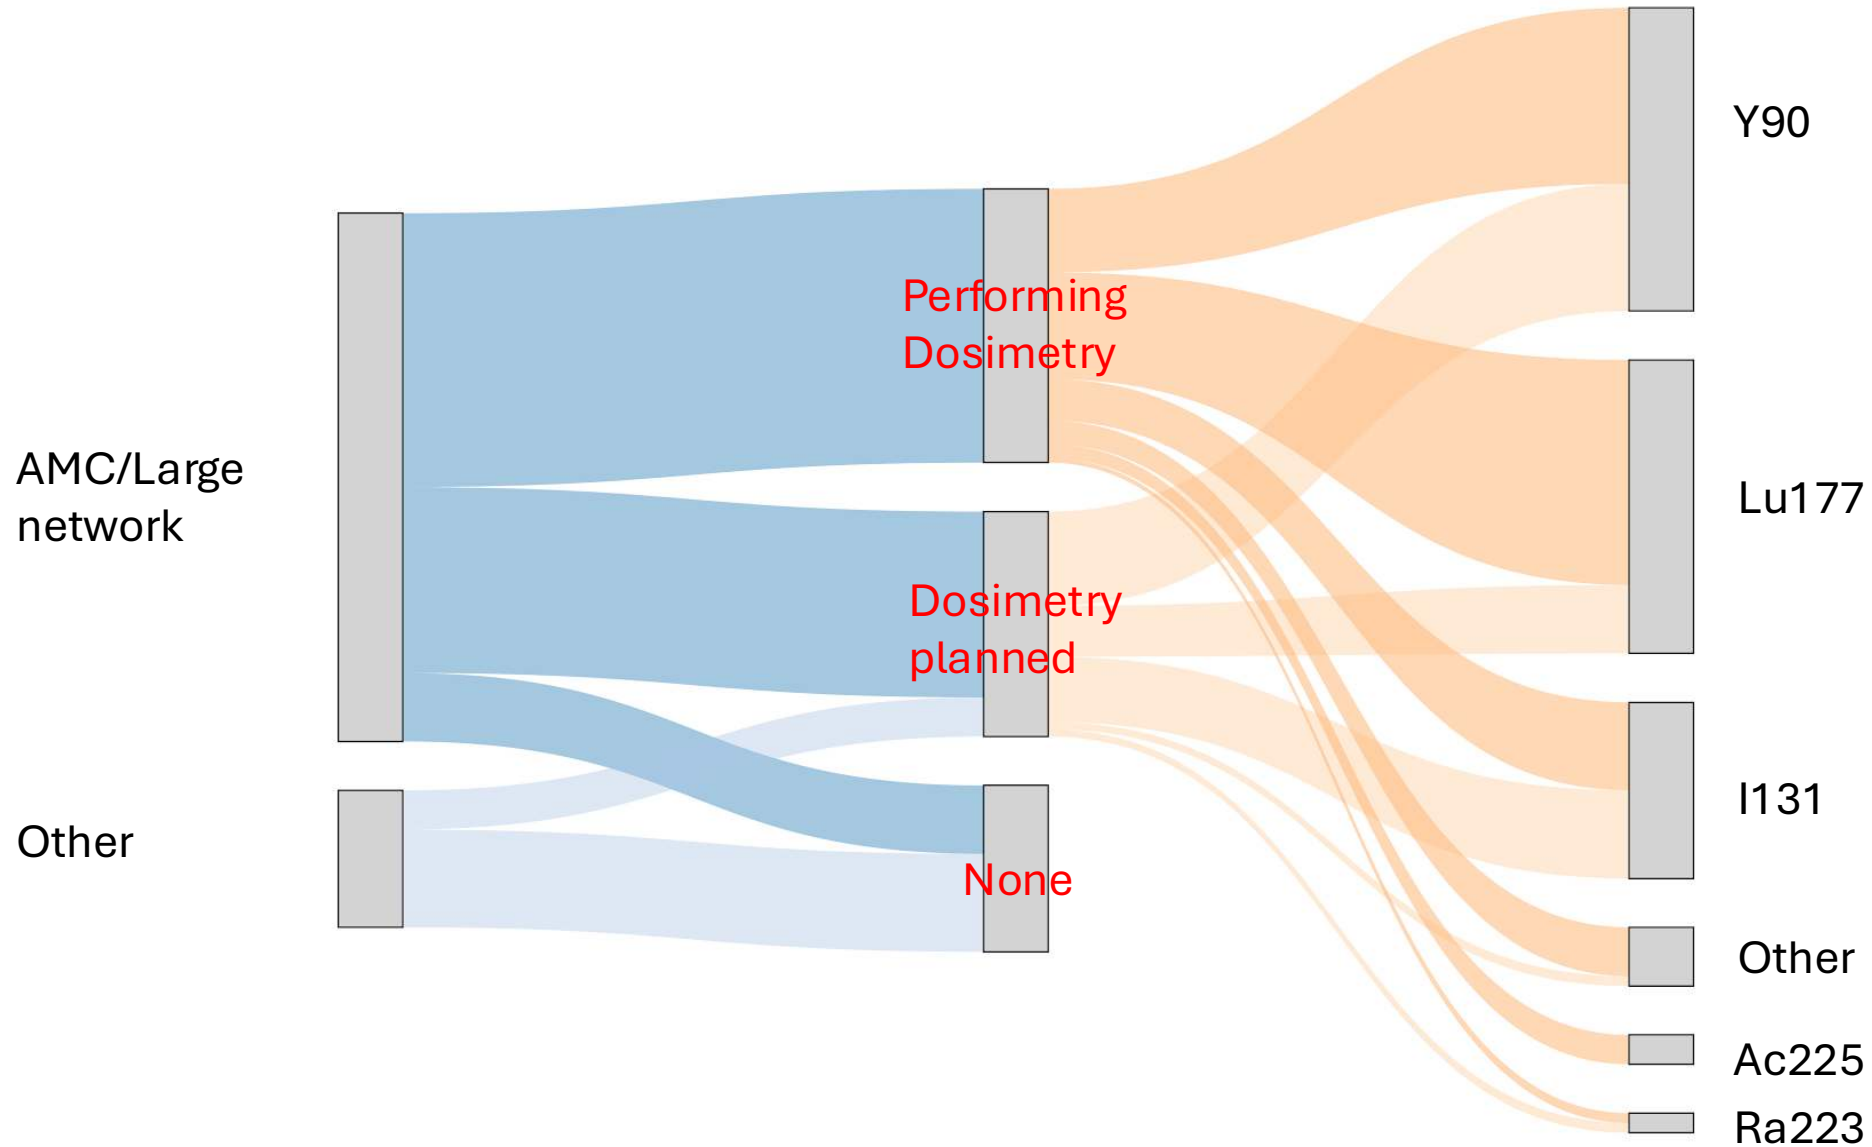 AMC/Large
network
Other
Performing
Dosimetry
Dosimetry
planned
None
Y90
Lu177
I131
Other
Ac225
Ra223